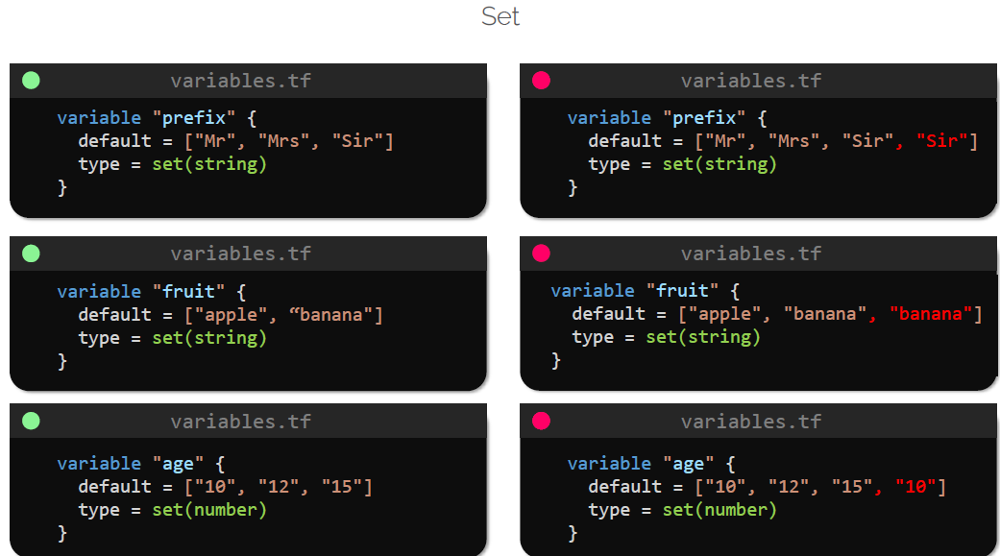 Set
variables.tf
variable "prefix" {
default = ["Mr", "Mrs", "Sir"]
type = set(string)
}
variables.tf
variable "prefix" {
default = ["Mr", "Mrs", "Sir", "Sir"]
type = set(string)
}
variables.tf
variable "fruit" {
default = ["apple", “banana"]
type = set(string)
}
variables.tf
variable "fruit" {
default = ["apple", "banana", "banana"]
type = set(string)
}
variables.tf
variable "age" {
default = ["10", "12", "15"]
type = set(number)
}
variables.tf
variable "age" {
default = ["10", "12", "15", "10"]
type = set(number)
}